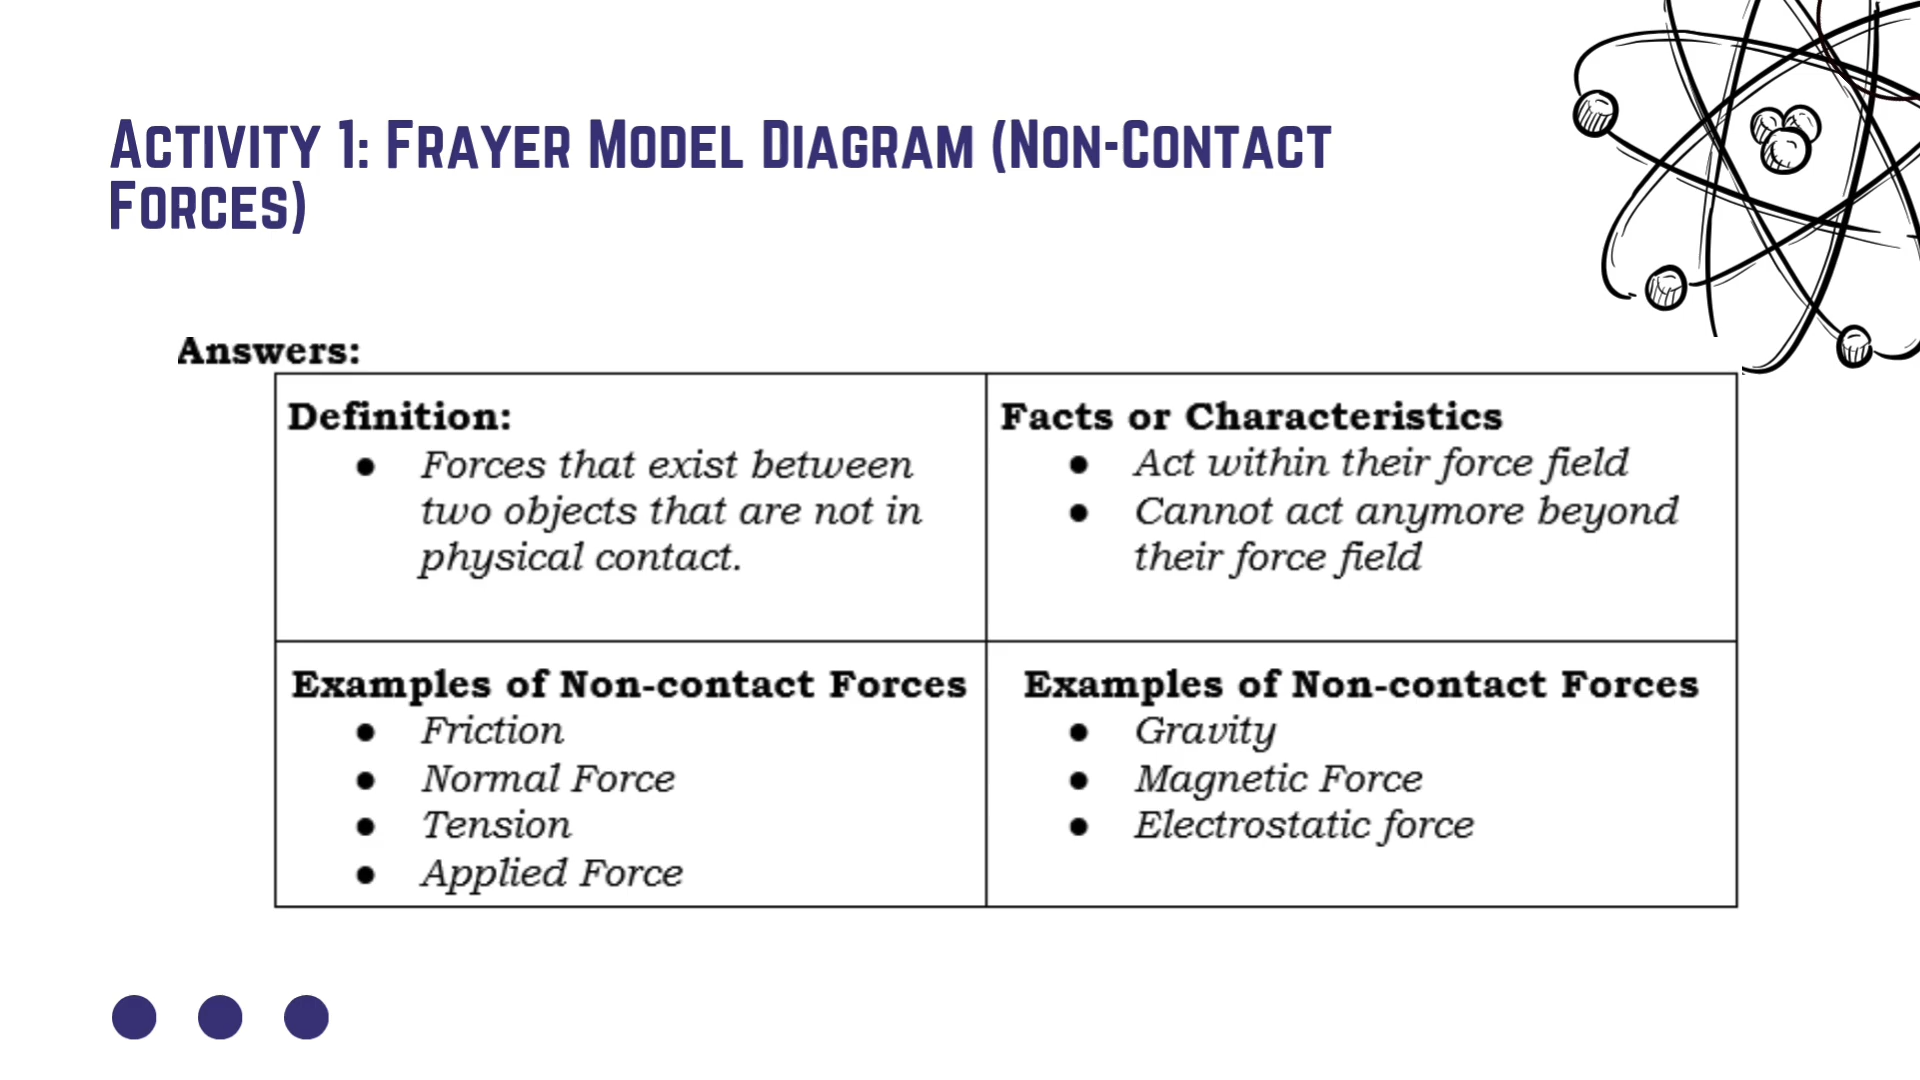 Activity 1: Frayer Model Diagram (Non-Contact
Forces)
Answers:
Definition:
● Forces that exist between
two objects that are not in
physical contact.
Facts or Characteristics
● Act within their force field
● Cannot act anymore beyond
their force field
Examples of Non-contact Forces
● Friction
● Normal Force
● Tension
● Applied Force
Examples of Non-contact Forces
● Gravity
● Magnetic Force
● Electrostatic force